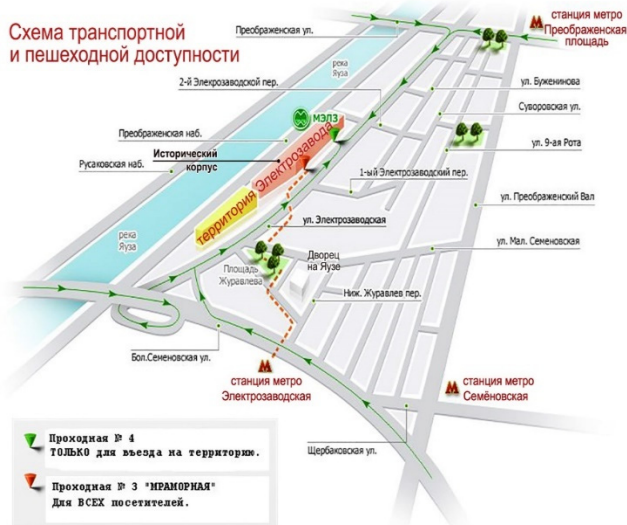 Схема транспортной
и пешеходной доступности
Преображенская ул.
станция метро
Преображенская
площадь
река
Яуза
2-й Элекрозаводской пер.
ул. Буженинова
МЭЛЗ
Суворовская ул.
Преображенская наб.
Исторический
корпус
Русаковская наб.
ул. 9-ая Рота
1-ый Электрозаводский пер.
территория Электрозавода
ул. Преображенский Вал
ул. Электрозаводская
река
Яуза
ул. Мал. Семеновская
Дворец
на Яузе
Площадь
Журавлева
Ниж. Журавлев пер.
Бол.Семеновская ул.
станция метро
Электрозаводская
станция метро
Семёновская
Щербаковская ул.
Проходная № 4
ТОЛЬКО для въезда на территорию.
Проходная № 3 "МРАМОРНАЯ"
Для ВСЕХ посетителей.